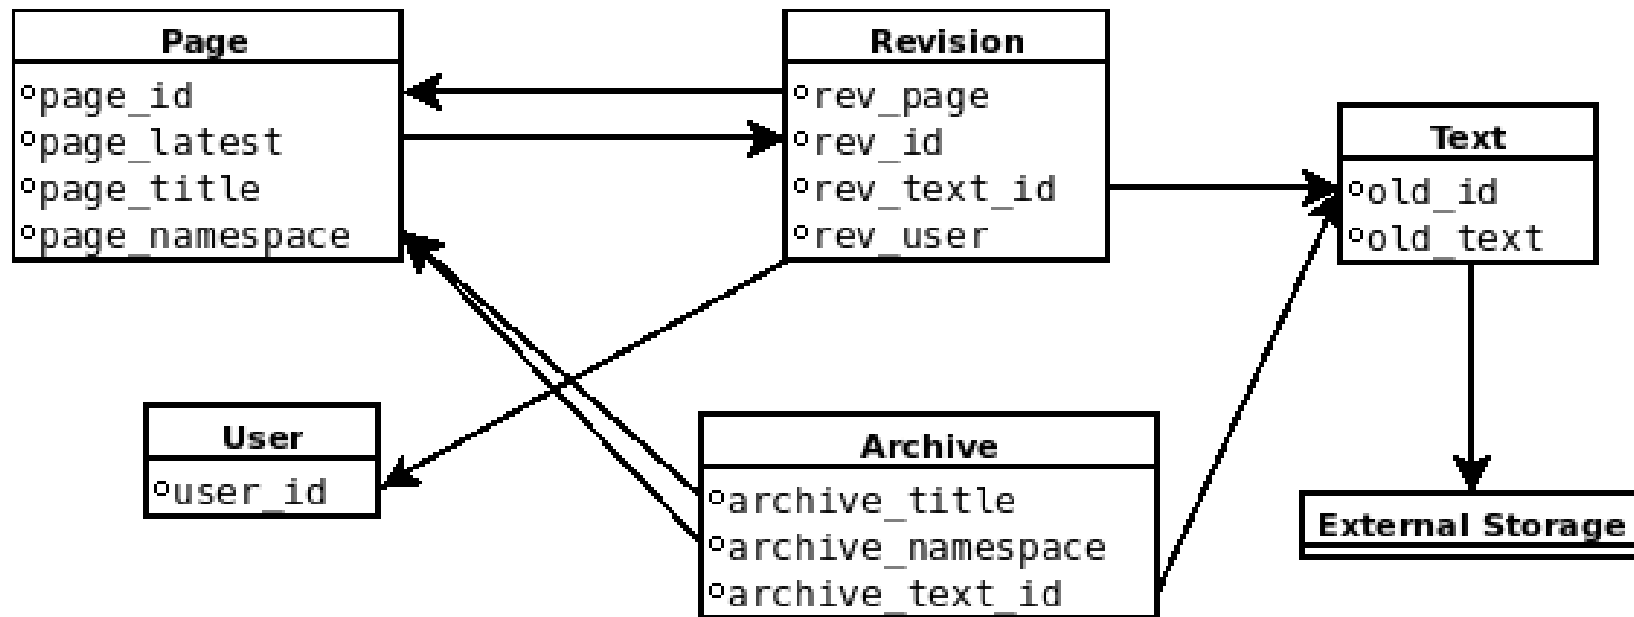 Page
page_id
page_latest
page_title
page_namespace
Revision
rev_page
rev_id
rev_text_id
rev_user
Text
old_id
old_text
User
user_id
Archive
archive_title
archive_namespace
archive_text_id
External Storage